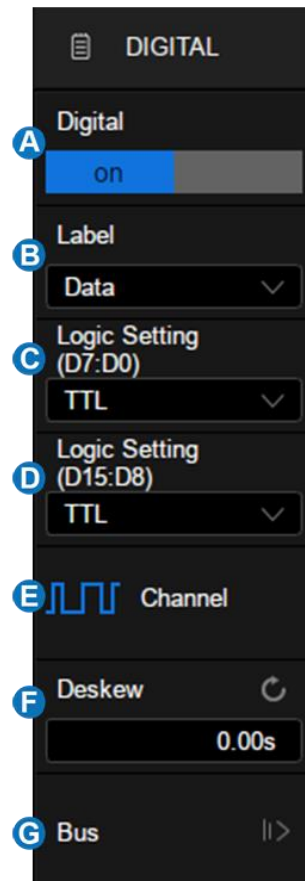 DIGITAL
Digital
A
on
Label
B
Data
Logic Setting
C
(D7:D0)
TTL
Logic Setting
(D15:D8)
D
TTL
E
Channel
Deskew
F
0.00s
G
Bus